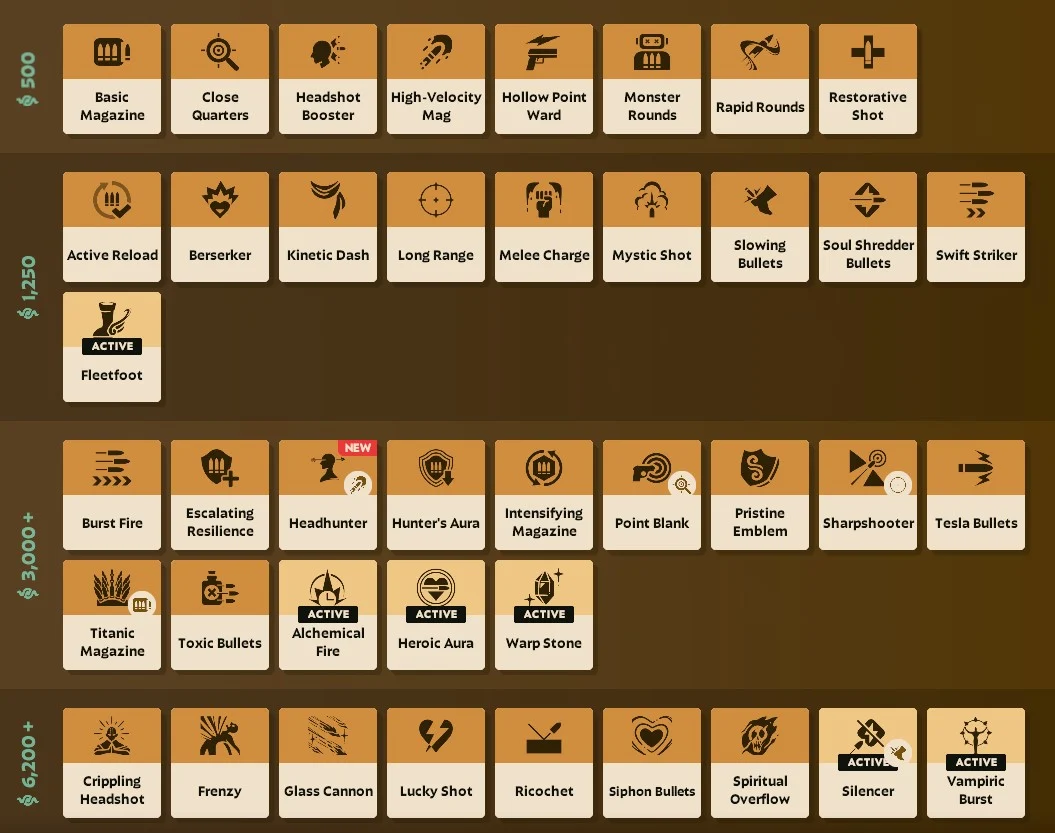 500
Basic
Magazine
Close
Quarters
Headshot
Booster
High-Velocity
Mag
Hollow Point
Ward
Monster
Rounds
Rapid Rounds
Restorative
Shot
1,250
Active Reload
Berserker
Kinetic Dash
Long Range
Melee Charge
Mystic Shot
Slowing
Bullets
Soul Shredder
Bullets
Swift Striker
ACTIVE
Fleetfoot
3,000+
Burst Fire
Escalating
Resilience
NEW
Headhunter
Hunter's Aura
Intensifying
Magazine
Point Blank
Pristine
Emblem
Sharpshooter
Tesla Bullets
Titanic
Magazine
Toxic Bullets
ACTIVE
Alchemical
Fire
ACTIVE
Heroic Aura
ACTIVE
Warp Stone
6,200+
Crippling
Headshot
Frenzy
Glass Cannon
Lucky Shot
Ricochet
Siphon Bullets
Spiritual
Overflow
ACTIVE
Silencer
ACTIVE
Vampiric
Burst